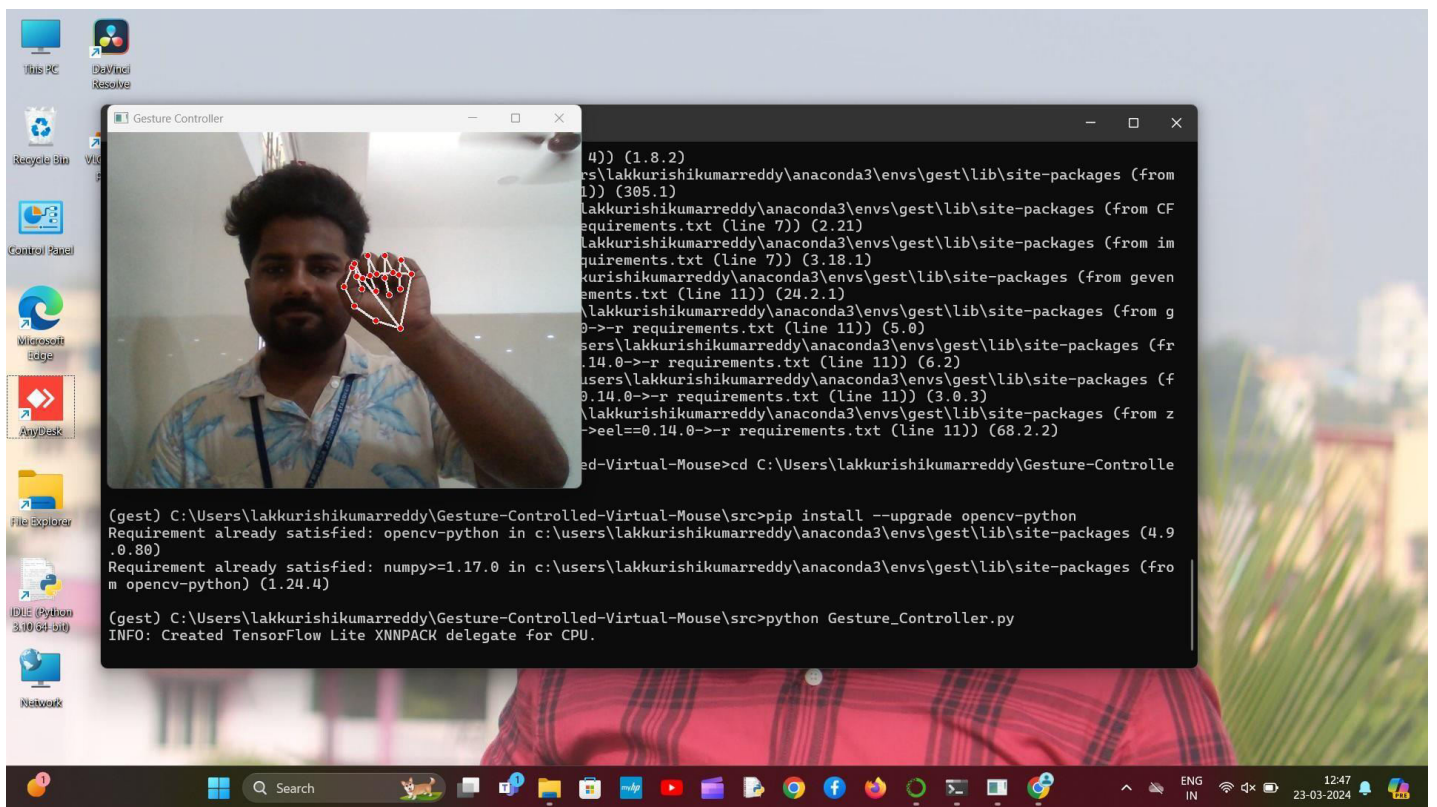 This PC
DaVinci
Resolve
Recycle Bin
VLC
Control Panel
Microsoft
Edge
AnyDesk
File Explorer
IDLE (Python
3.10 64-bit)
Network
Gesture Controller
4)) (1.8.2)
rs\lakkurishikumarreddy\anaconda3\envs\gest\lib\site-packages (from
1)) (305.1)
lakkurishikumarreddy\anaconda3\envs\gest\lib\site-packages (from CF
equirements.txt (line 7)) (2.21)
lakkurishikumarreddy\anaconda3\envs\gest\lib\site-packages (from im
quirements.txt (line 7)) (3.18.1)
kurishikumarreddy\anaconda3\envs\gest\lib\site-packages (from geven
ements.txt (line 11)) (24.2.1)
\lakkurishikumarreddy\anaconda3\envs\gest\lib\site-packages (from g
0->-r requirements.txt (line 11)) (5.0)
sers\lakkurishikumarreddy\anaconda3\envs\gest\lib\site-packages (fr
.14.0->-r requirements.txt (line 11)) (6.2)
users\lakkurishikumarreddy\anaconda3\envs\gest\lib\site-packages (f
0.14.0->-r requirements.txt (line 11)) (3.0.3)
\lakkurishikumarreddy\anaconda3\envs\gest\lib\site-packages (from z
->eel==0.14.0->-r requirements.txt (line 11)) (68.2.2)
ed-Virtual-Mouse>cd C:\Users\lakkurishikumarreddy\Gesture-Controlle
(gest) C:\Users\lakkurishikumarreddy\Gesture-Controlled-Virtual-Mouse\src>pip install --upgrade opencv-python
Requirement already satisfied: opencv-python in c:\users\lakkurishikumarreddy\anaconda3\envs\gest\lib\site-packages (4.9
.0.80)
Requirement already satisfied: numpy>=1.17.0 in c:\users\lakkurishikumarreddy\anaconda3\envs\gest\lib\site-packages (fro
m opencv-python) (1.24.4)
(gest) C:\Users\lakkurishikumarreddy\Gesture-Controlled-Virtual-Mouse\src>python Gesture_Controller.py
INFO: Created TensorFlow Lite XNNPACK delegate for CPU.
1
Search
myhp
ENG
IN
12:47
23-03-2024
PRE